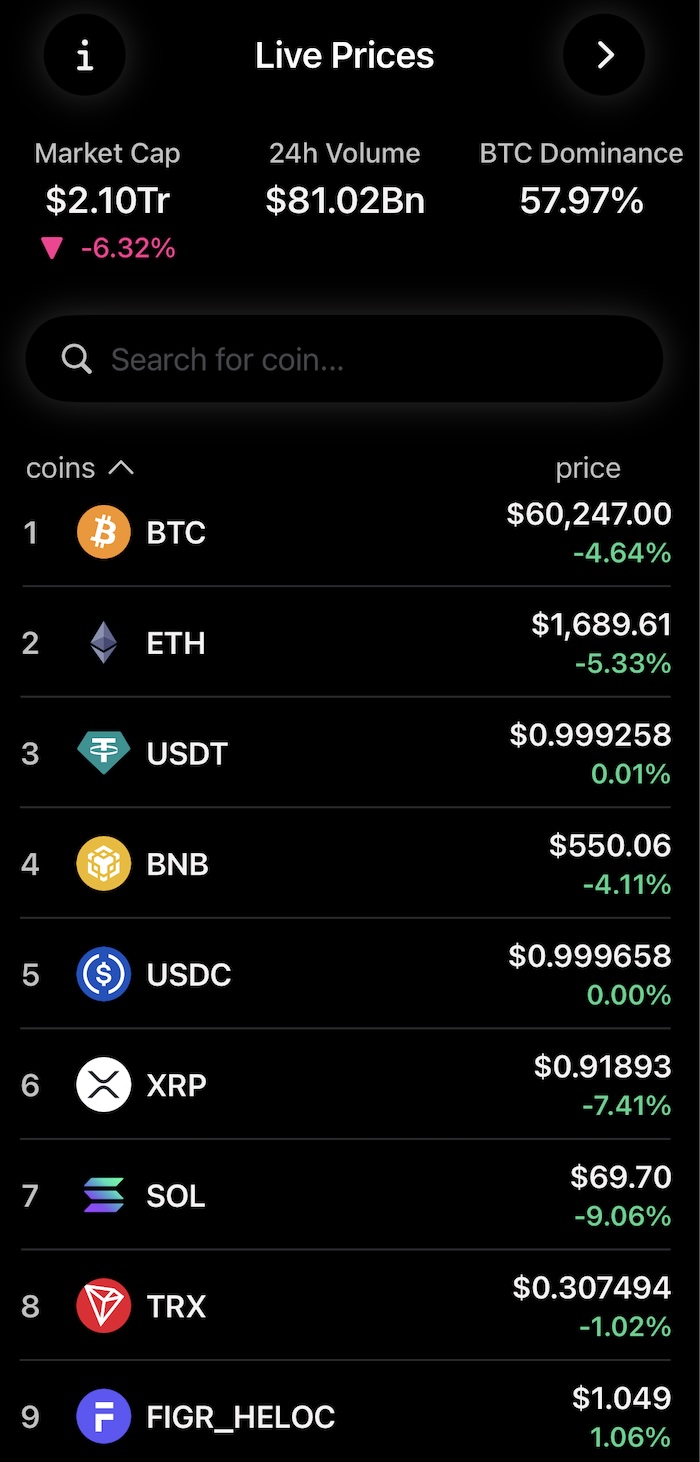 i
Live Prices
Market Cap 24h Volume BTC Dominance
$2.10Tr $81.02Bn 57.97%
-6.32%
Search for coin...
coins price
1 BTC $60,247.00
-4.64%
2 ETH $1,689.61
-5.33%
3 USDT $0.999258
0.01%
4 BNB $550.06
-4.11%
5 USDC $0.999658
0.00%
6 XRP $0.91893
-7.41%
7 SOL $69.70
-9.06%
8 TRX $0.307494
-1.02%
9 FIGR_HELOC $1.049
1.06%